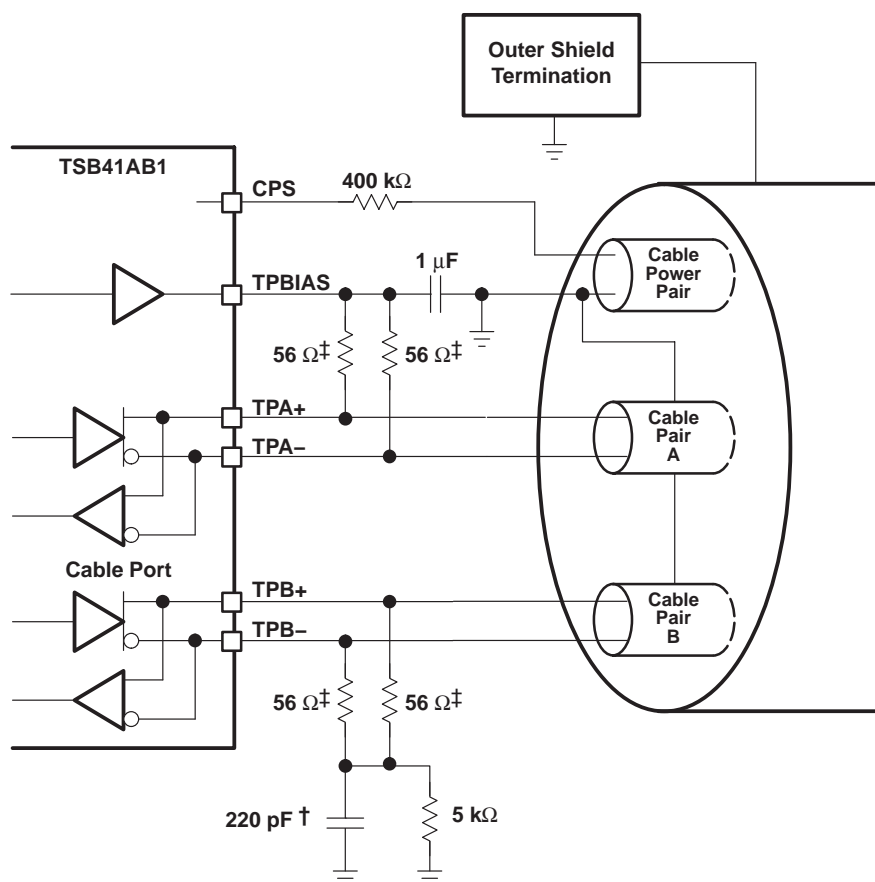 Outer Shield
Termination
TSB41AB1
CPS
400 kΩ
Cable
Power
Pair
1 μF
TPBIAS
56 Ω‡
56 Ω‡
TPA+
TPA−
Cable
Pair
A
Cable Port
TPB+
TPB−
Cable
Pair
B
56 Ω‡
56 Ω‡
220 pF †
5 kΩ